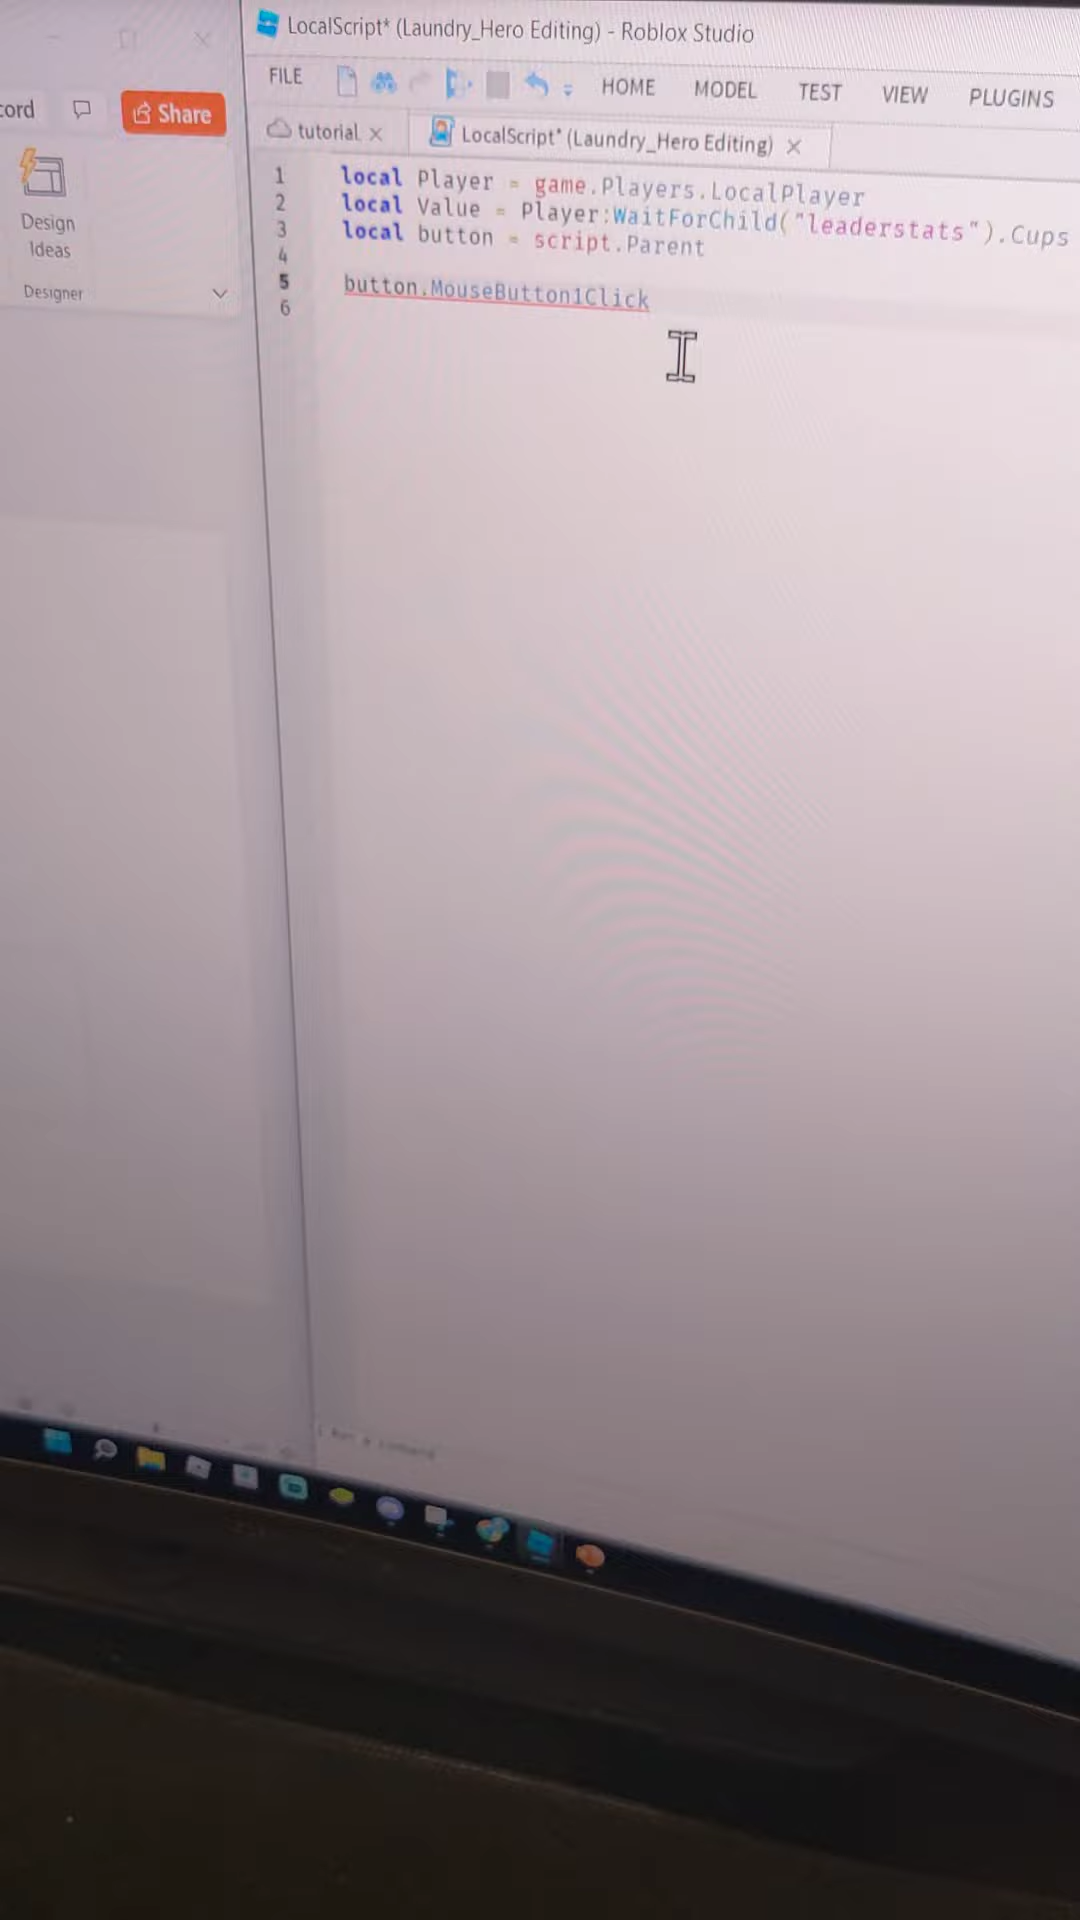 LocalScript* (Laundry_Hero Editing) - Roblox Studio
FILE HOME MODEL TEST VIEW PLUGINS
cord Share
tutorial LocalScript* (Laundry_Hero Editing)
Design
Ideas
Designer
1 local Player = game.Players.LocalPlayer
2 local Value = Player:WaitForChild("leaderstats").Cups
3 local button = script.Parent
4
5 button.MouseButton1Click
6